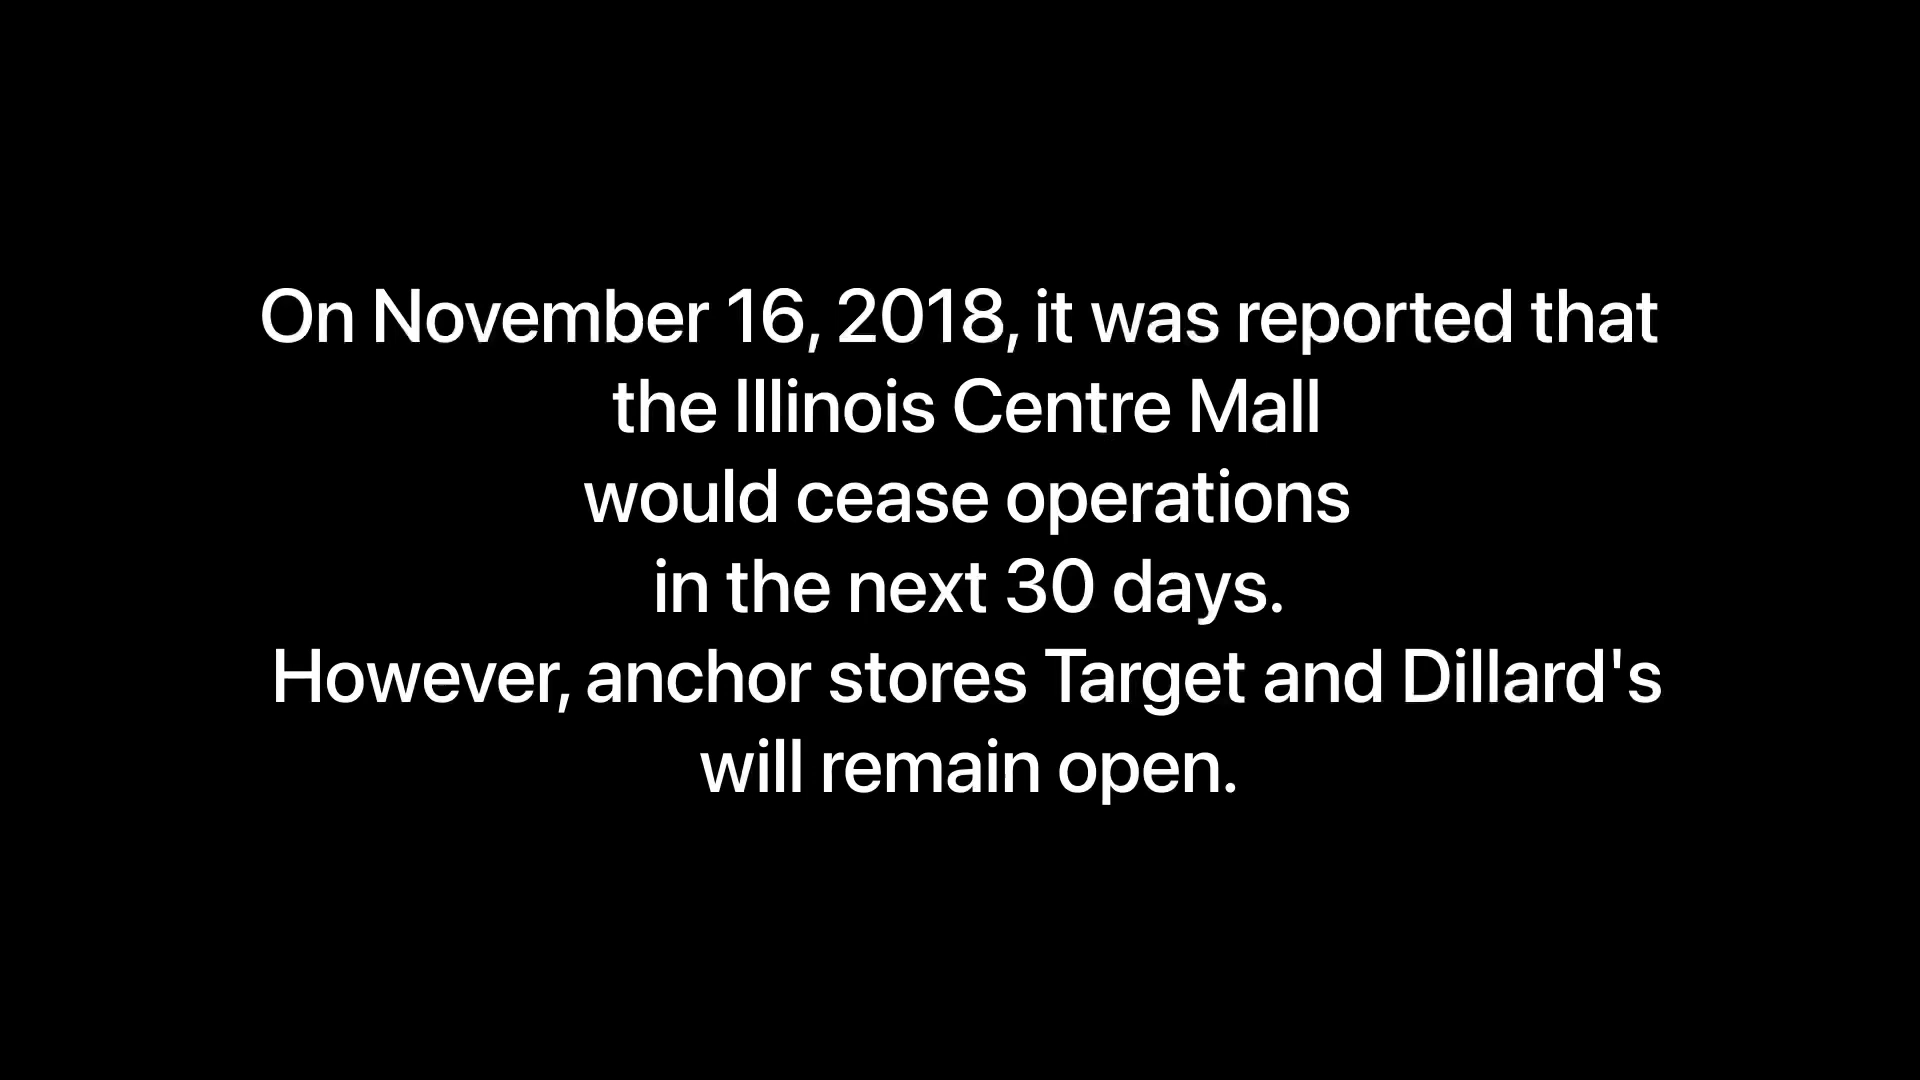 On November 16, 2018, it was reported that
the Illinois Centre Mall
would cease operations
in the next 30 days.
However, anchor stores Target and Dillard's
will remain open.